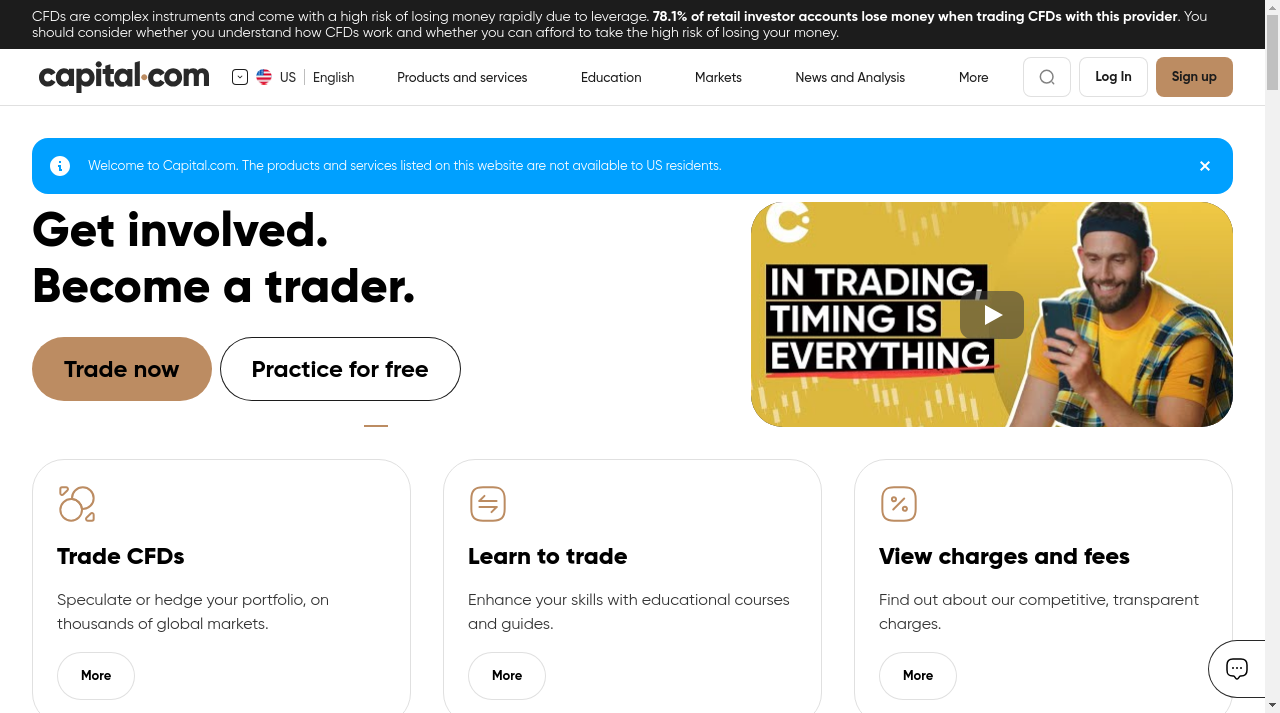 CFDs are complex instruments and come with a high risk of losing money rapidly due to leverage. 78.1% of retail investor accounts lose money when trading CFDs with this provider. You
should consider whether you understand how CFDs work and whether you can afford to take the high risk of losing your money.
capital.com
US
English
Products and services
Education
Markets
News and Analysis
More
Log In
Sign up
Welcome to Capital.com. The products and services listed on this website are not available to US residents.
Get involved.
Become a trader.
Trade now
Practice for free
IN TRADING,
TIMING IS
EVERYTHING
Trade CFDs
Speculate or hedge your portfolio, on
thousands of global markets.
More
Learn to trade
Enhance your skills with educational courses
and guides.
More
View charges and fees
Find out about our competitive, transparent
charges.
More